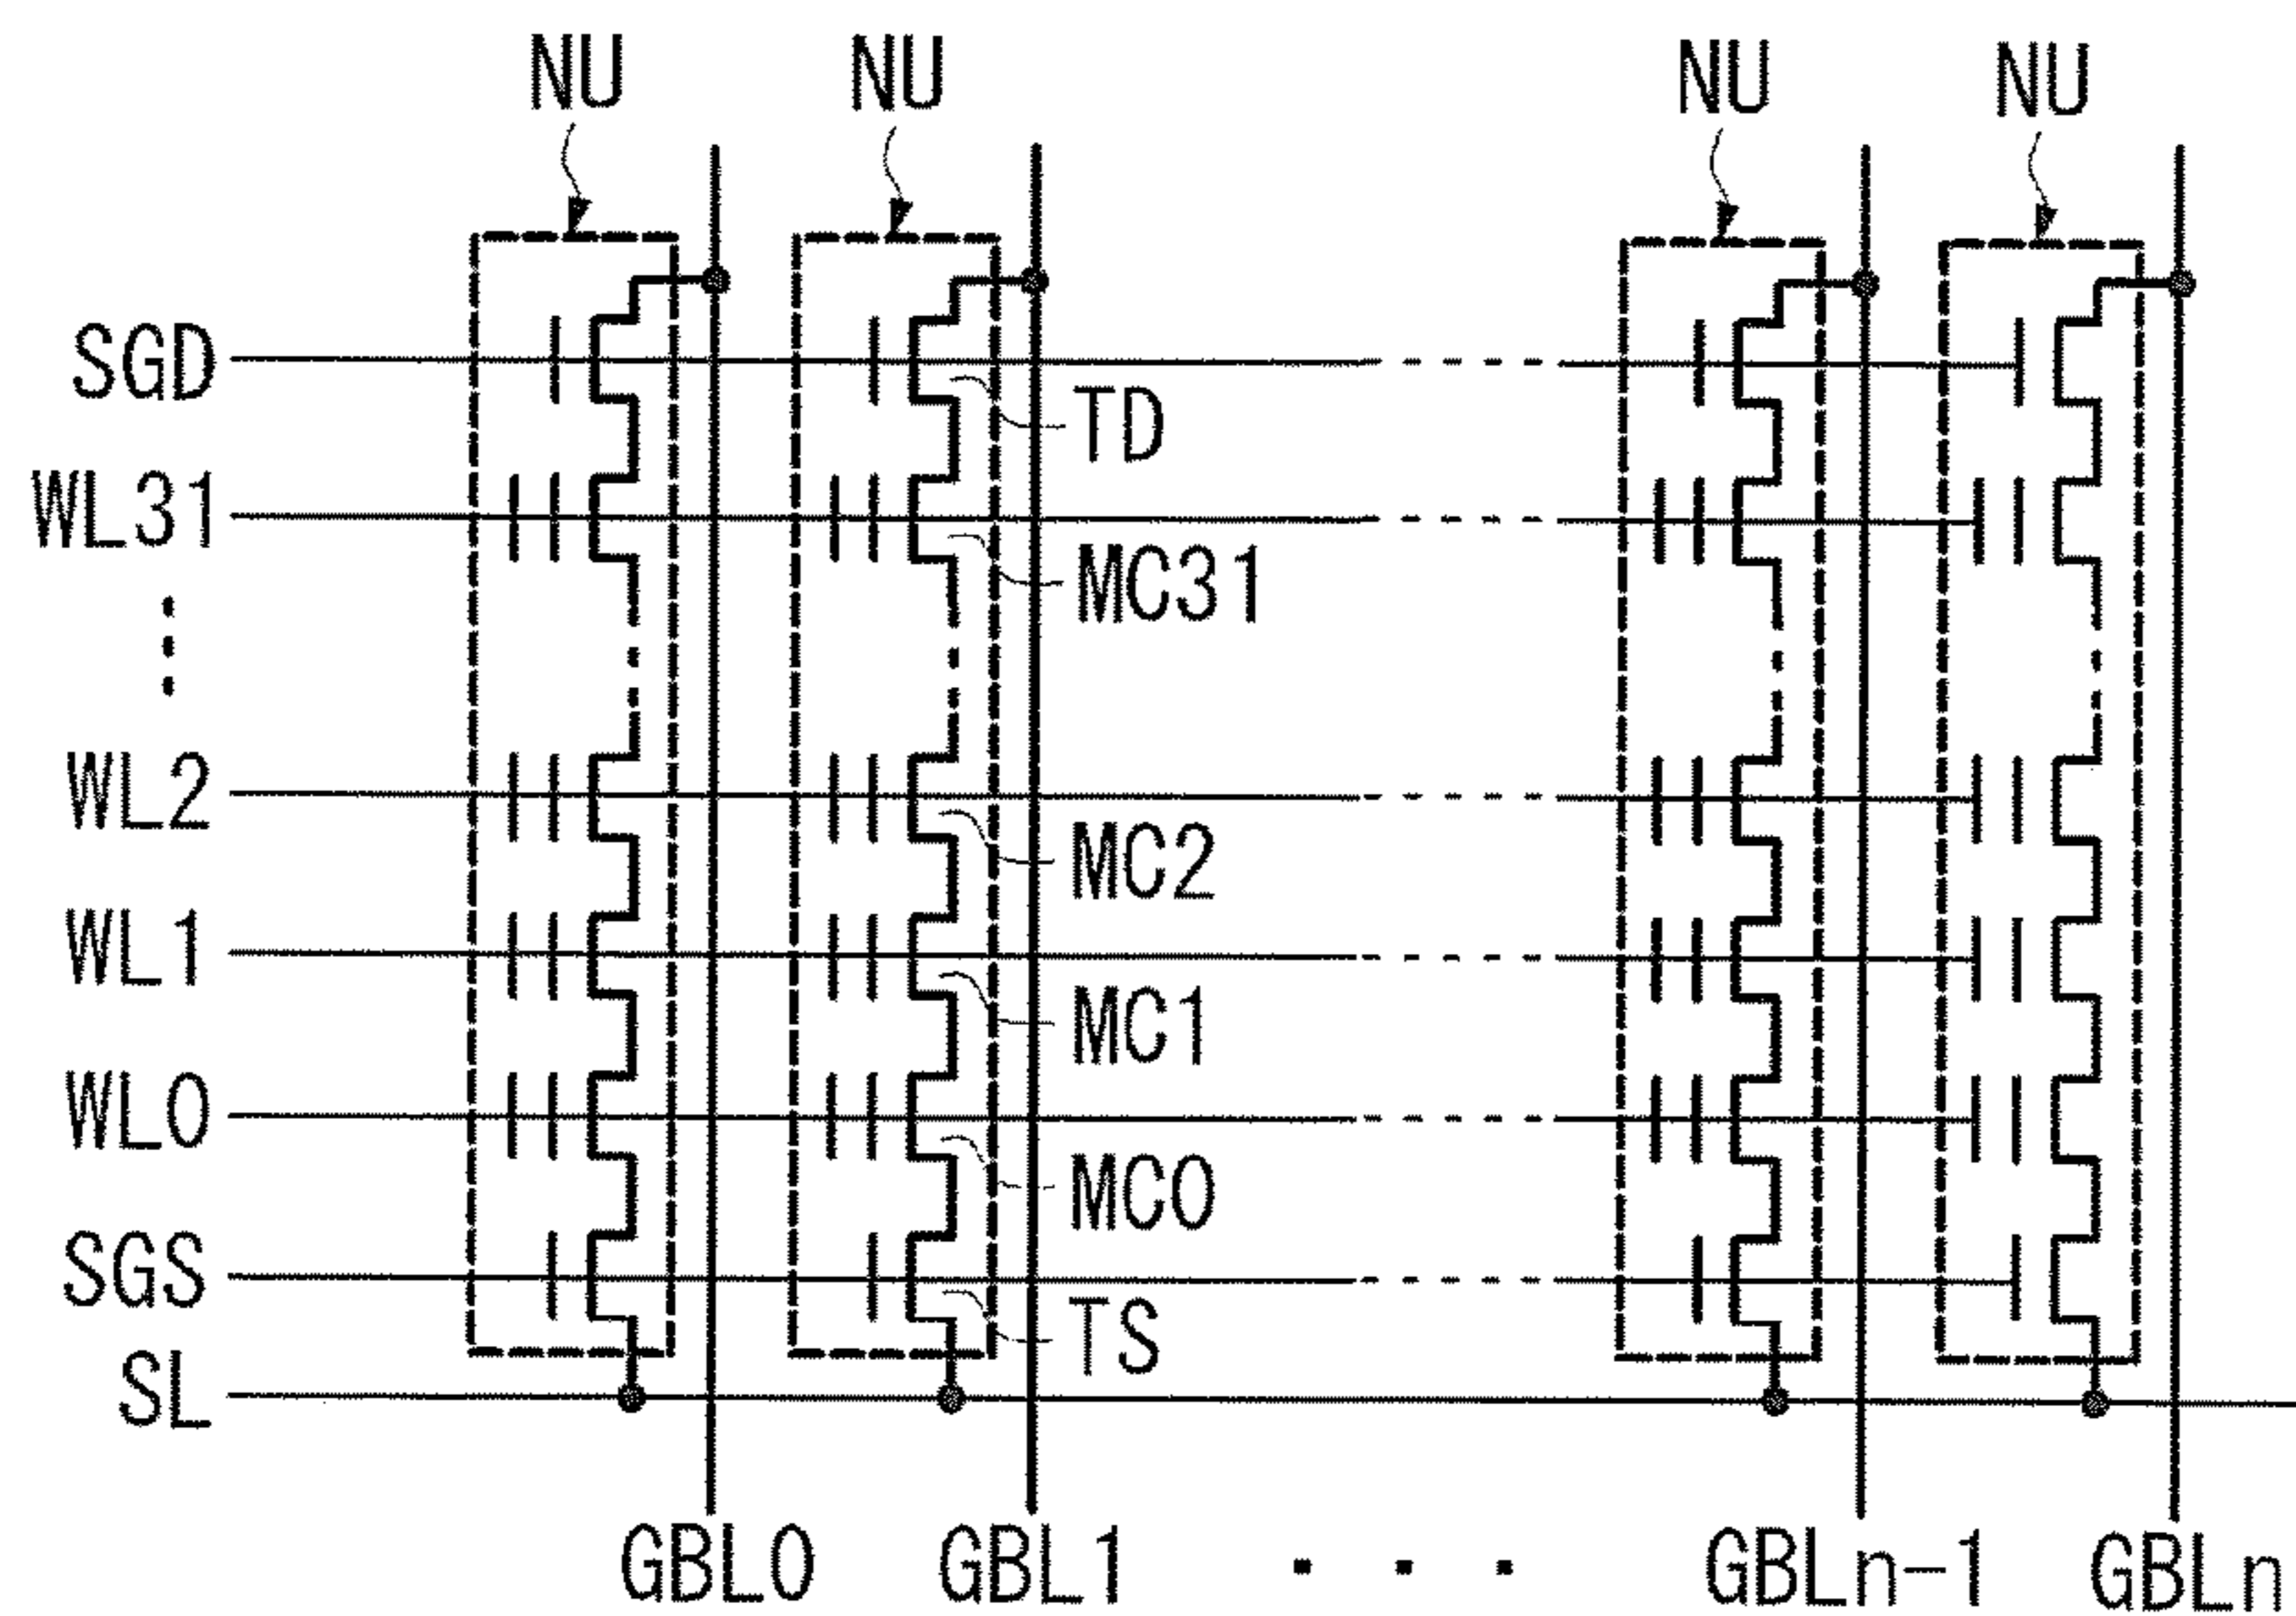 NU NU NU NU
SGD
TD
WL31
MC31
WL2
MC2
WL1
MC1
WL0
MC0
SGS
TS
SL
GBL0 GBL1 ・・・ GBLn-1 GBLn